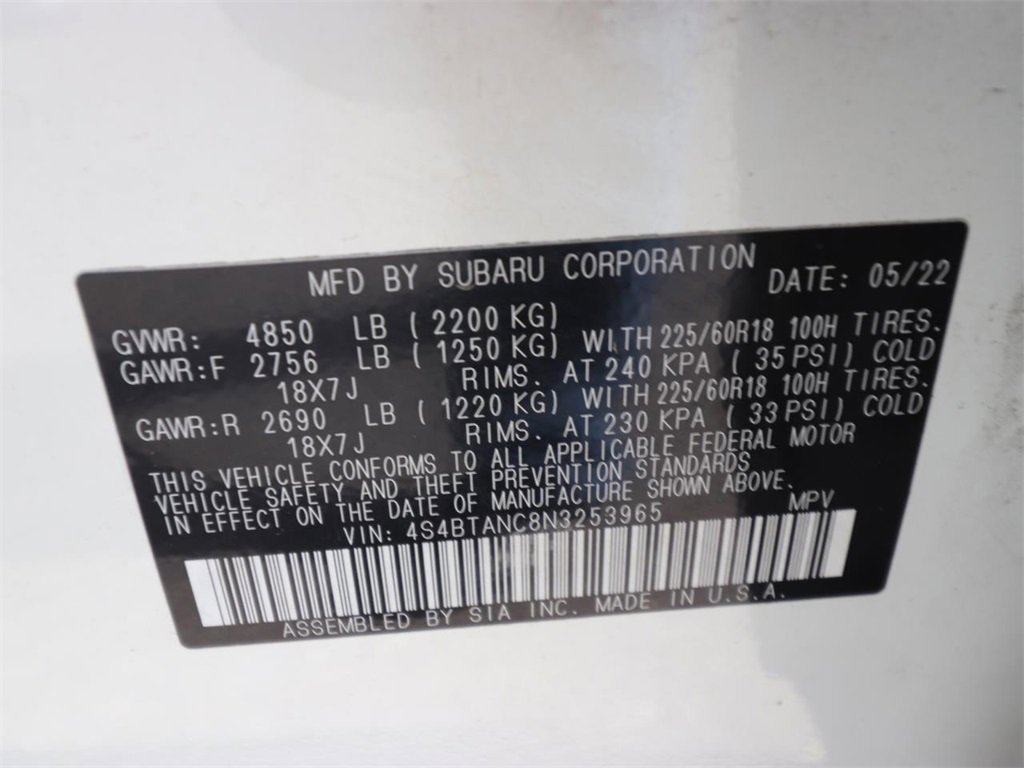 MFD BY SUBARU CORPORATION DATE: 05/22
GVWR: 4850 LB ( 2200 KG)
GAWR:F 2756 LB ( 1250 KG) WITH 225/60R18 100H TIRES.
18X7J RIMS. AT 240 KPA ( 35 PSI) COLD
GAWR:R 2690 LB ( 1220 KG) WITH 225/60R18 100H TIRES.
18X7J RIMS. AT 230 KPA ( 33 PSI) COLD
THIS VEHICLE CONFORMS TO ALL APPLICABLE FEDERAL MOTOR
VEHICLE SAFETY AND THEFT PREVENTION STANDARDS
IN EFFECT ON THE DATE OF MANUFACTURE SHOWN ABOVE.
VIN: 4S4BTANC8N3253965 MPV
ASSEMBLED BY SIA INC. MADE IN U.S.A.